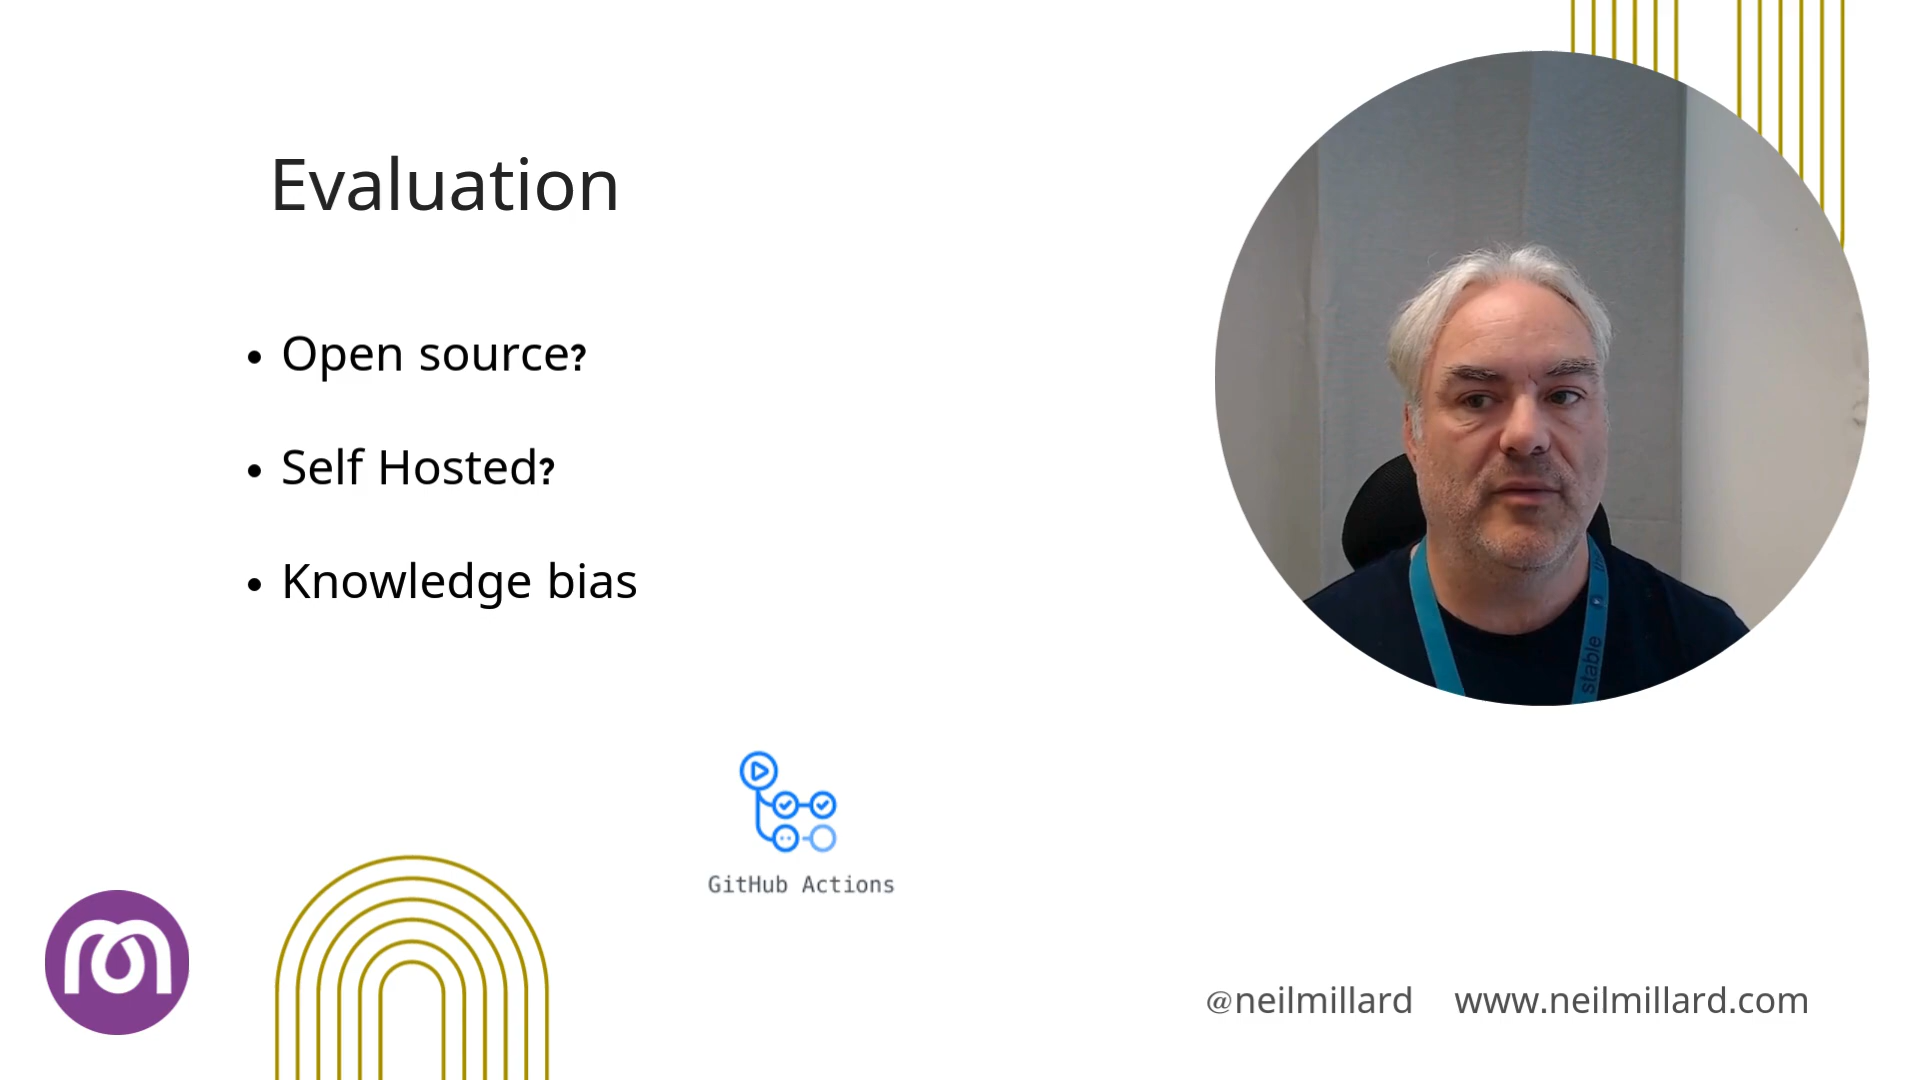 Evaluation
• Open source?
• Self Hosted?
• Knowledge bias
stable
GitHub Actions
@neilmillard www.neilmillard.com